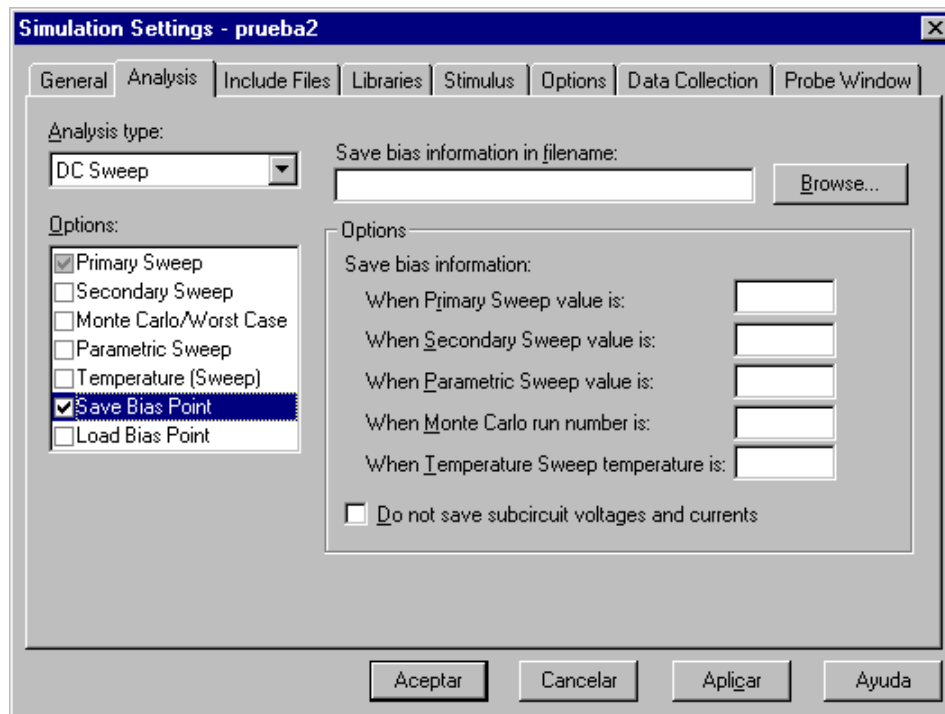 Simulation Settings - prueba2
General Analysis Include Files Libraries Stimulus Options Data Collection Probe Window
Analysis type:
DC Sweep
Save bias information in filename:
Browse...
Options:
Primary Sweep
Secondary Sweep
Monte Carlo/Worst Case
Parametric Sweep
Temperature (Sweep)
Save Bias Point
Load Bias Point
Options
Save bias information:
When Primary Sweep value is:
When Secondary Sweep value is:
When Parametric Sweep value is:
When Monte Carlo run number is:
When Temperature Sweep temperature is:
Do not save subcircuit voltages and currents
Aceptar Cancelar Aplicar Ayuda